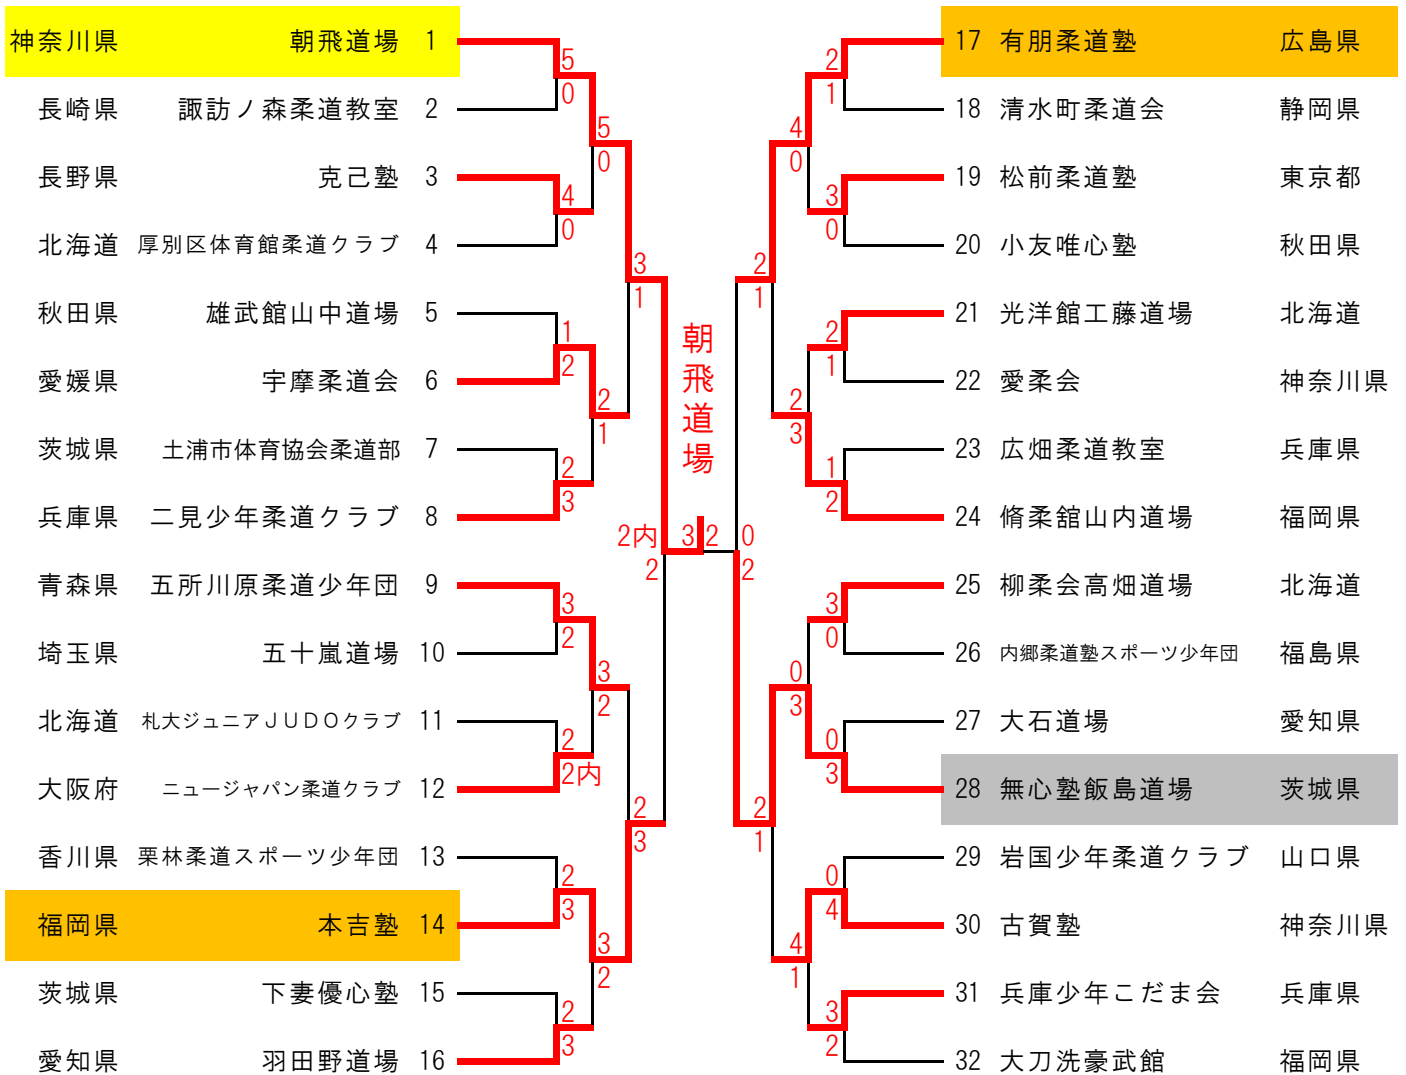 神奈川県 朝飛道場 1
長崎県 諏訪ノ森柔道教室 2
長野県 克己塾 3
北海道 厚別区体育館柔道クラブ 4
秋田県 雄武館山中道場 5
愛媛県 宇摩柔道会 6
茨城県 土浦市体育協会柔道部 7
兵庫県 二見少年柔道クラブ 8
青森県 五所川原柔道少年団 9
埼玉県 五十嵐道場 10
北海道 札大ジュニアJUDOクラブ 11
大阪府 ニュージャパン柔道クラブ 12
香川県 栗林柔道スポーツ少年団 13
福岡県 本吉塾 14
茨城県 下妻優心塾 15
愛知県 羽田野道場 16
5
0
4
0
1
2
2
3
3
2
2
2内
2
3
2
3
5
0
2
1
3
2
3
2
3
1
2
3
2内
2
朝飛道場
3 2
0
2
2
1
2
1
4
0
2
3
0
3
4
1
2
1
3
0
2
1
1
2
3
0
0
3
0
4
3
2
17 有朋柔道塾 広島県
18 清水町柔道会 静岡県
19 松前柔道塾 東京都
20 小友唯心塾 秋田県
21 光洋館工藤道場 北海道
22 愛柔会 神奈川県
23 広畑柔道教室 兵庫県
24 脩柔舘山内道場 福岡県
25 柳柔会高畑道場 北海道
26 内郷柔道塾スポーツ少年団 福島県
27 大石道場 愛知県
28 無心塾飯島道場 茨城県
29 岩国少年柔道クラブ 山口県
30 古賀塾 神奈川県
31 兵庫少年こだま会 兵庫県
32 大刀洗豪武館 福岡県